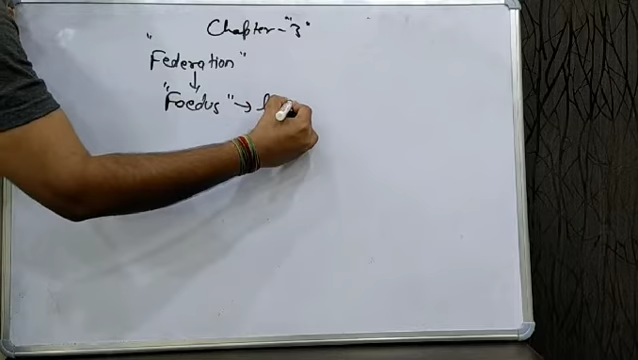 Chapter - "3"
"Federation"
↓
"Foedus" →